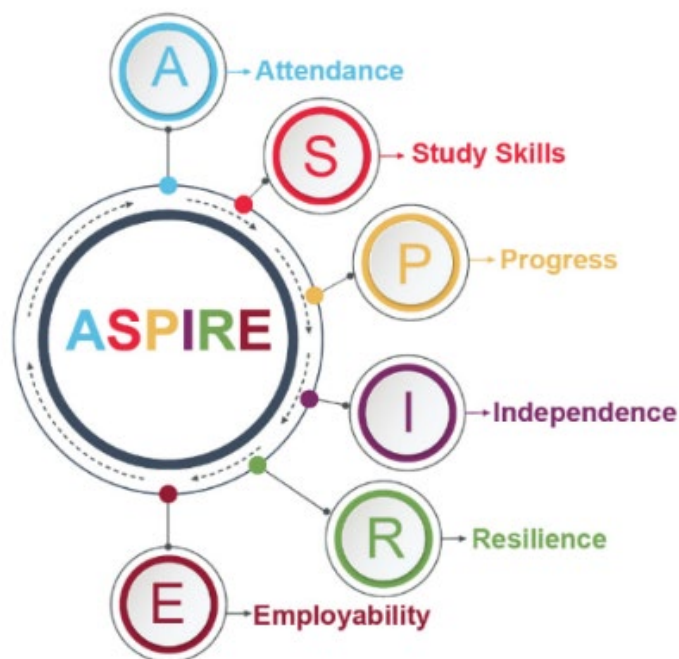 A
Attendance
S
Study Skills
P
Progress
ASPIRE
I
Independence
R
Resilience
E
Employability